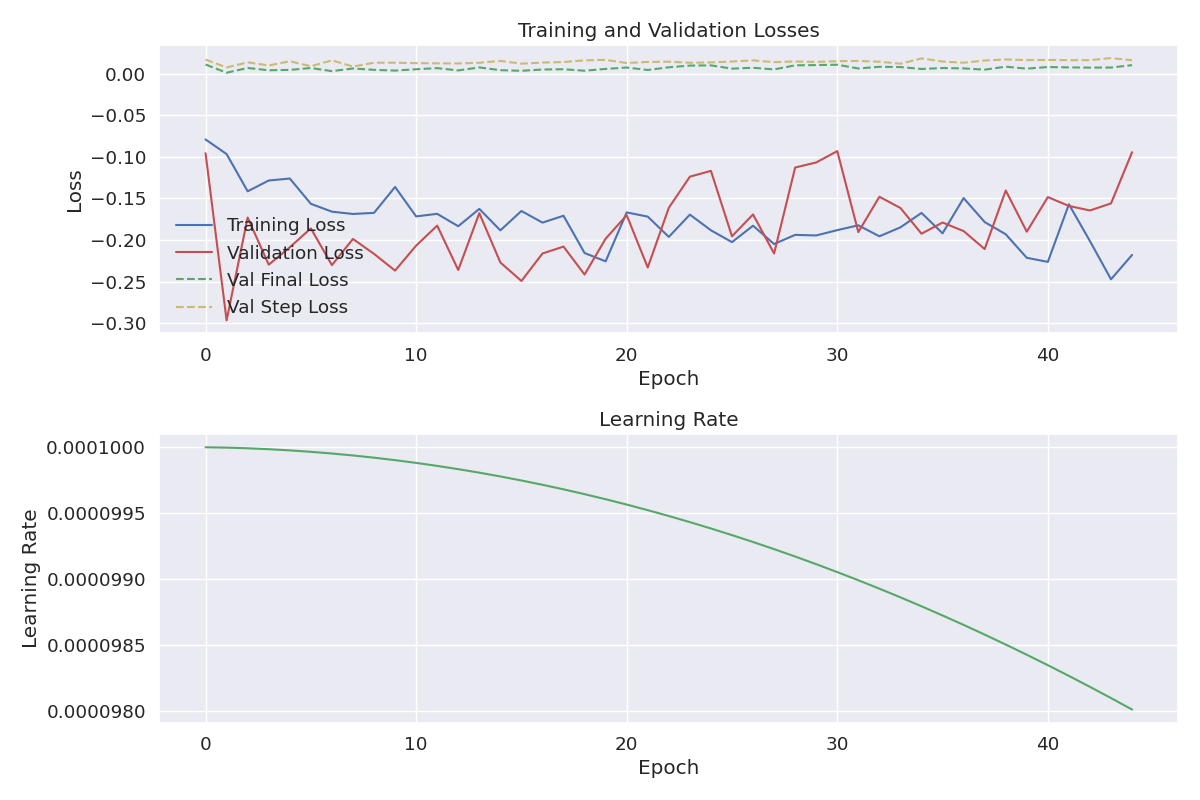 Training and Validation Losses
0.00
−0.05
−0.10
−0.15
−0.20
−0.25
−0.30
Loss
Training Loss
Validation Loss
Val Final Loss
Val Step Loss
0 10 20 30 40
Epoch
Learning Rate
0.0001000
0.0000995
0.0000990
0.0000985
0.0000980
Learning Rate
0 10 20 30 40
Epoch